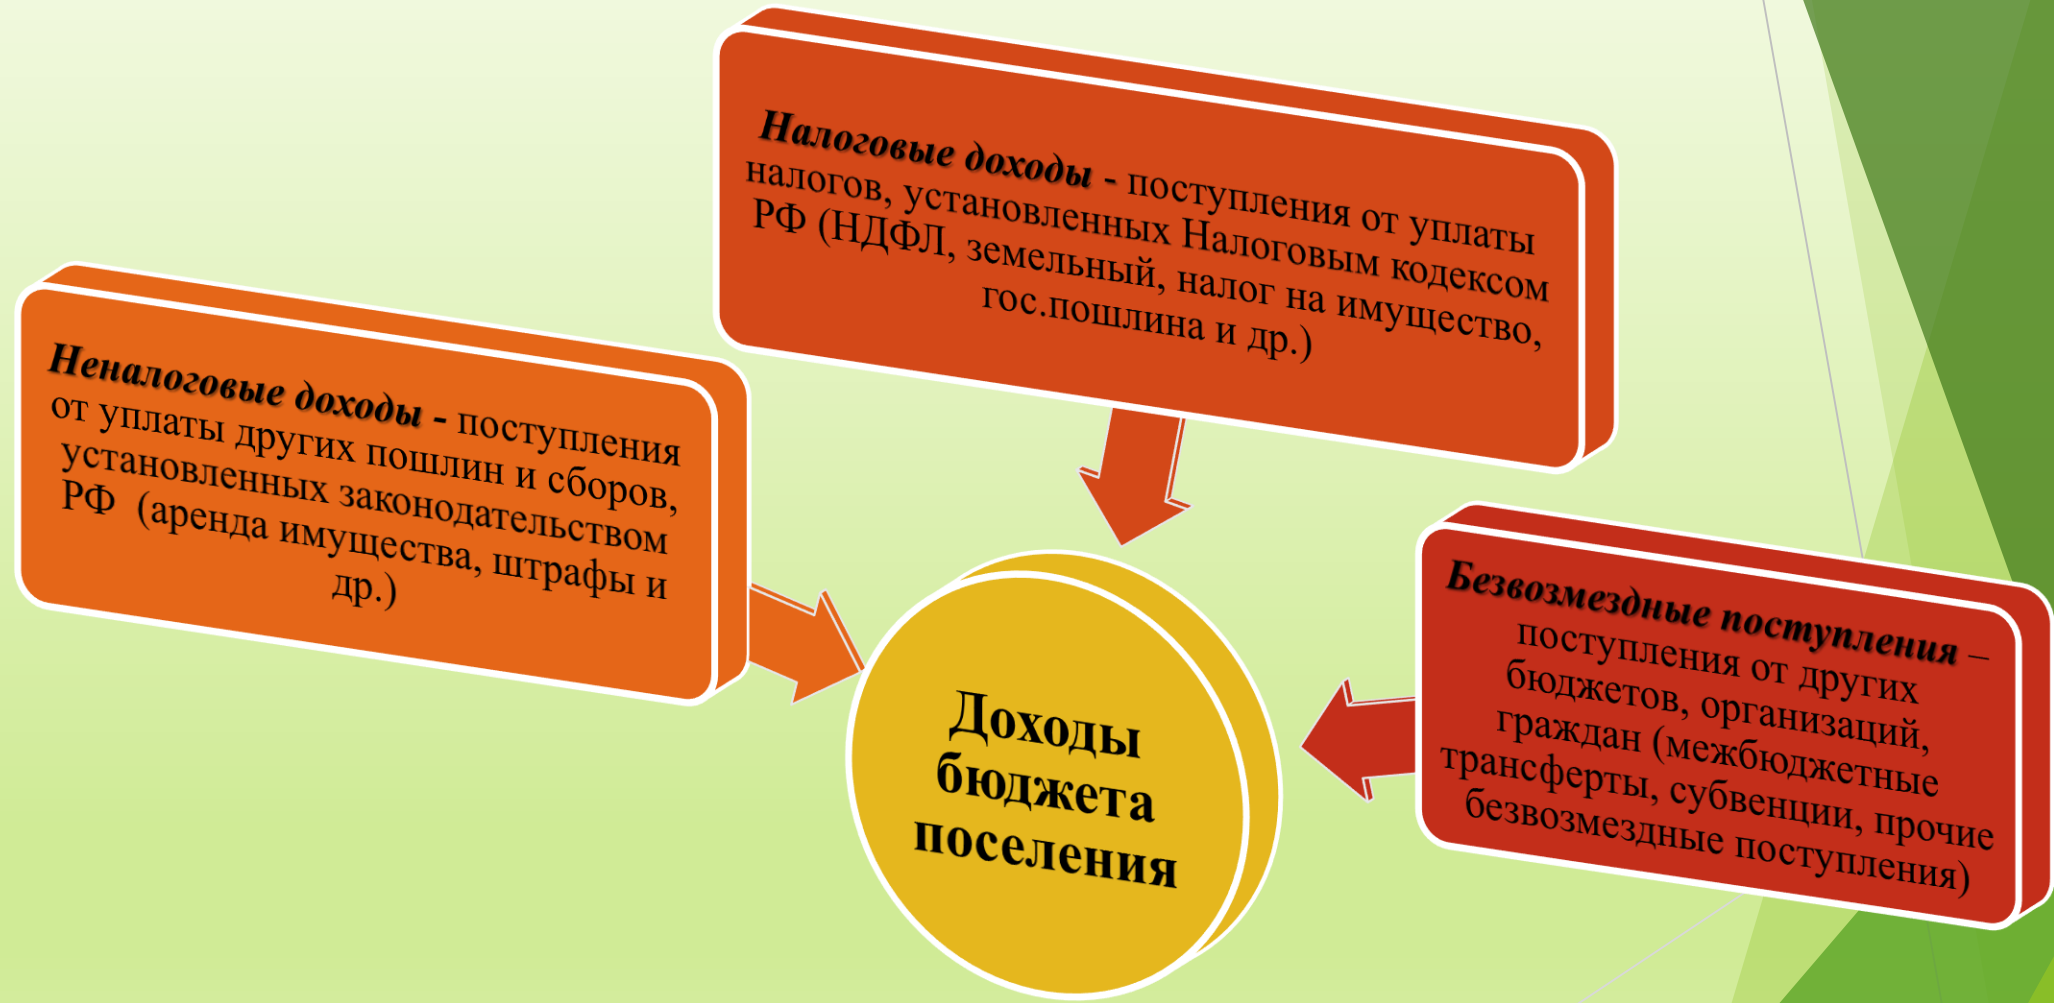 Налоговые доходы - поступления от уплаты
налогов, установленных Налоговым кодексом
РФ (НДФЛ, земельный, налог на имущество,
гос.пошлина и др.)
Неналоговые доходы - поступления
от уплаты других пошлин и сборов,
установленных законодательством
РФ (аренда имущества, штрафы и
др.)
Безвозмездные поступления –
поступления от других
бюджетов, организаций,
граждан (межбюджетные
трансферты, субвенции, прочие
безвозмездные поступления)
Доходы
бюджета
поселения